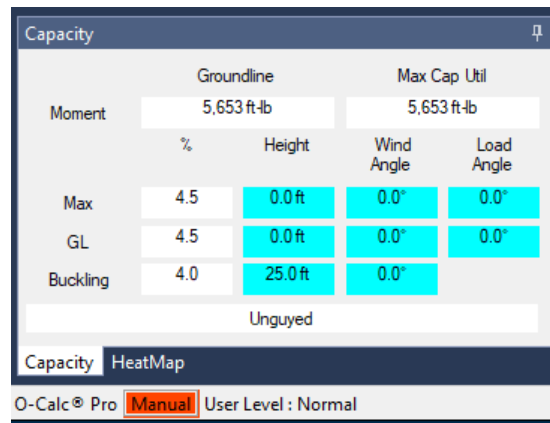 Capacity
Groundline Max Cap Util
Moment 5,653 ft-lb 5,653 ft-lb
% Height Wind Angle Load Angle
Max 4.5 0.0 ft 0.0° 0.0°
GL 4.5 0.0 ft 0.0° 0.0°
Buckling 4.0 25.0 ft 0.0°
Unguyed
Capacity HeatMap
O-Calc® Pro Manual User Level : Normal